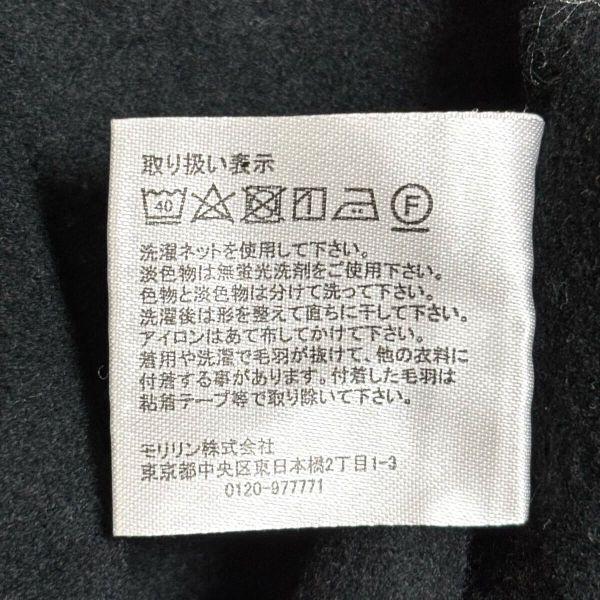 取り扱い表示
40 F
洗濯ネットを使用して下さい。
淡色物は無蛍光洗剤をご使用下さい。
色物と淡色物は分けて洗って下さい。
洗濯後は形を整えて直ちに干して下さい。
アイロンはあて布してかけて下さい。
着用や洗濯で毛羽が抜けて、他の衣料に
付着する事があります。付着した毛羽は
粘着テープ等で取り除いて下さい。
モリリン株式会社
東京都中央区東日本橋2丁目1-3
0120-977771